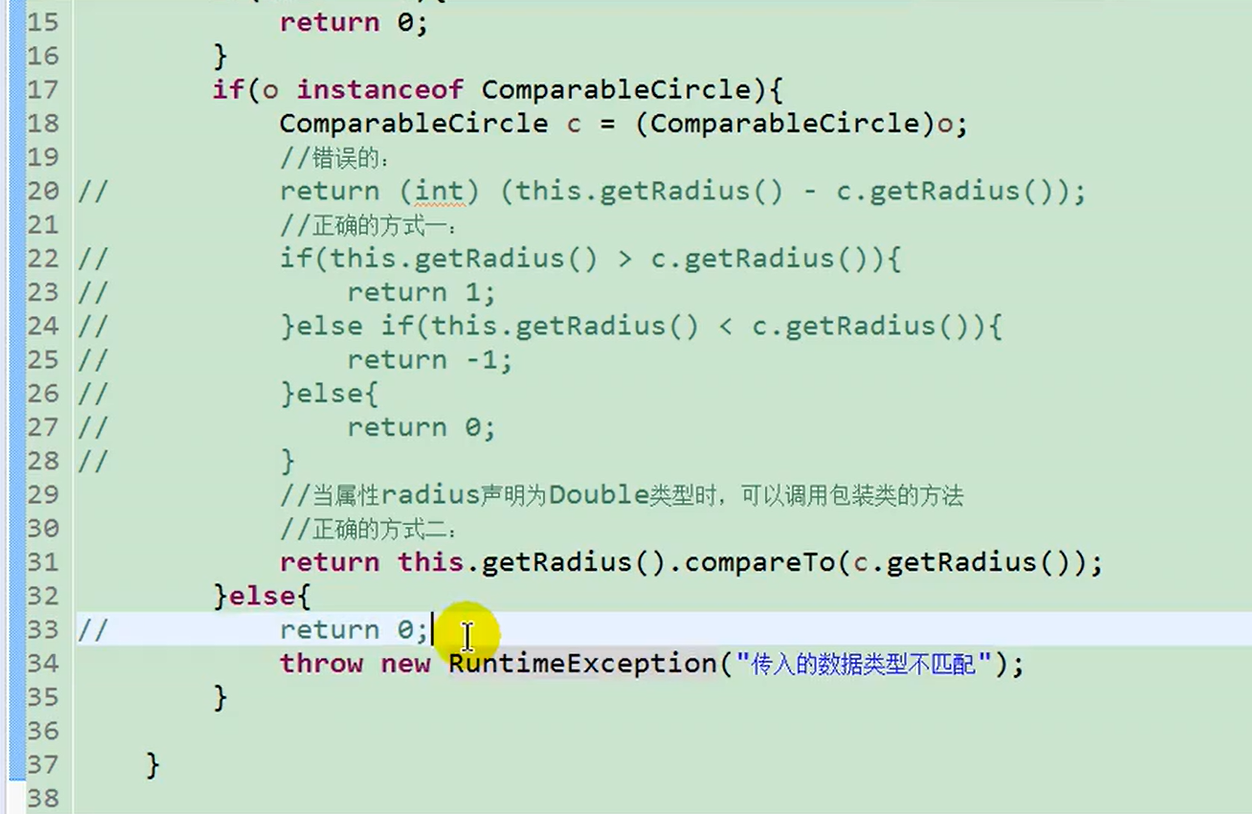 15 return 0;
16 }
17 if(o instanceof ComparableCircle){
18 ComparableCircle c = (ComparableCircle)o;
19 //错误的：
20 // return (int) (this.getRadius() - c.getRadius());
21 //正确的方式一：
22 // if(this.getRadius() > c.getRadius()){
23 // return 1;
24 // }else if(this.getRadius() < c.getRadius()){
25 // return -1;
26 // }else{
27 // return 0;
28 // }
29 //当属性radius声明为Double类型时，可以调用包装类的方法
30 //正确的方式二：
31 return this.getRadius().compareTo(c.getRadius());
32 }else{
33 // return 0;
34 throw new RuntimeException("传入的数据类型不匹配");
35 }
36
37 }
38